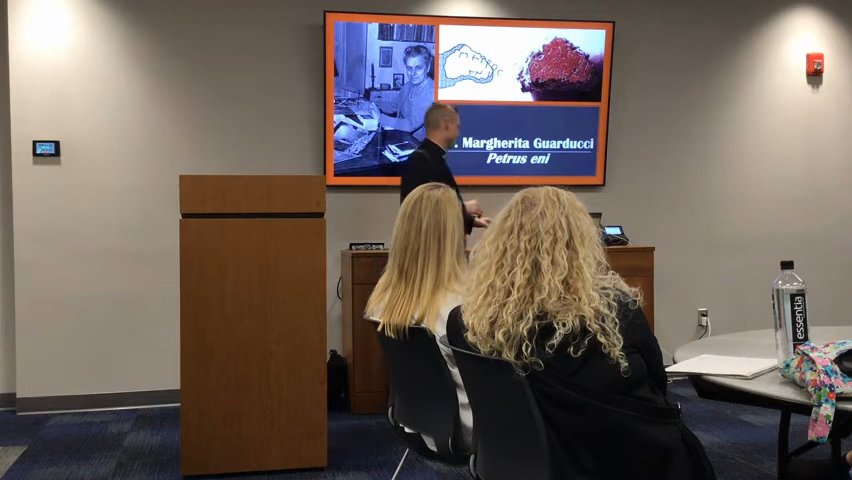 . Margherita Guarducci
Petrus eni
essentia